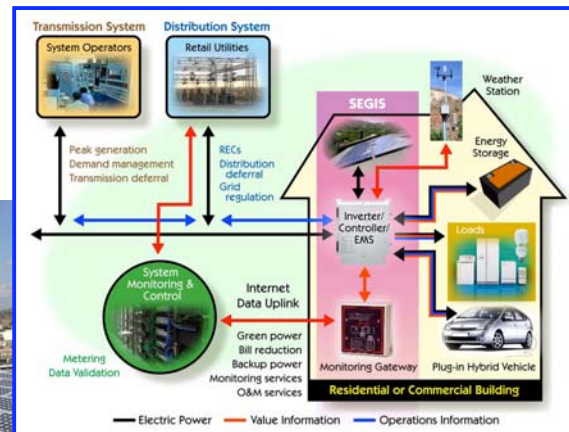 Transmission System
System Operators
Distribution System
Retail Utilities
Peak generation
Demand management
Transmission deferral
RECs
Distribution
deferral
Grid
regulation
SEGIS
Weather
Station
Energy
Storage
Inverter/
Controller/
EMS
Loads
System
Monitoring &
Control
Internet
Data Uplink
Green power
Bill reduction
Backup power
Monitoring services
O&M services
Metering
Data Validation
Monitoring Gateway
Plug-in Hybrid Vehicle
Residential or Commercial Building
Electric Power
Value Information
Operations Information